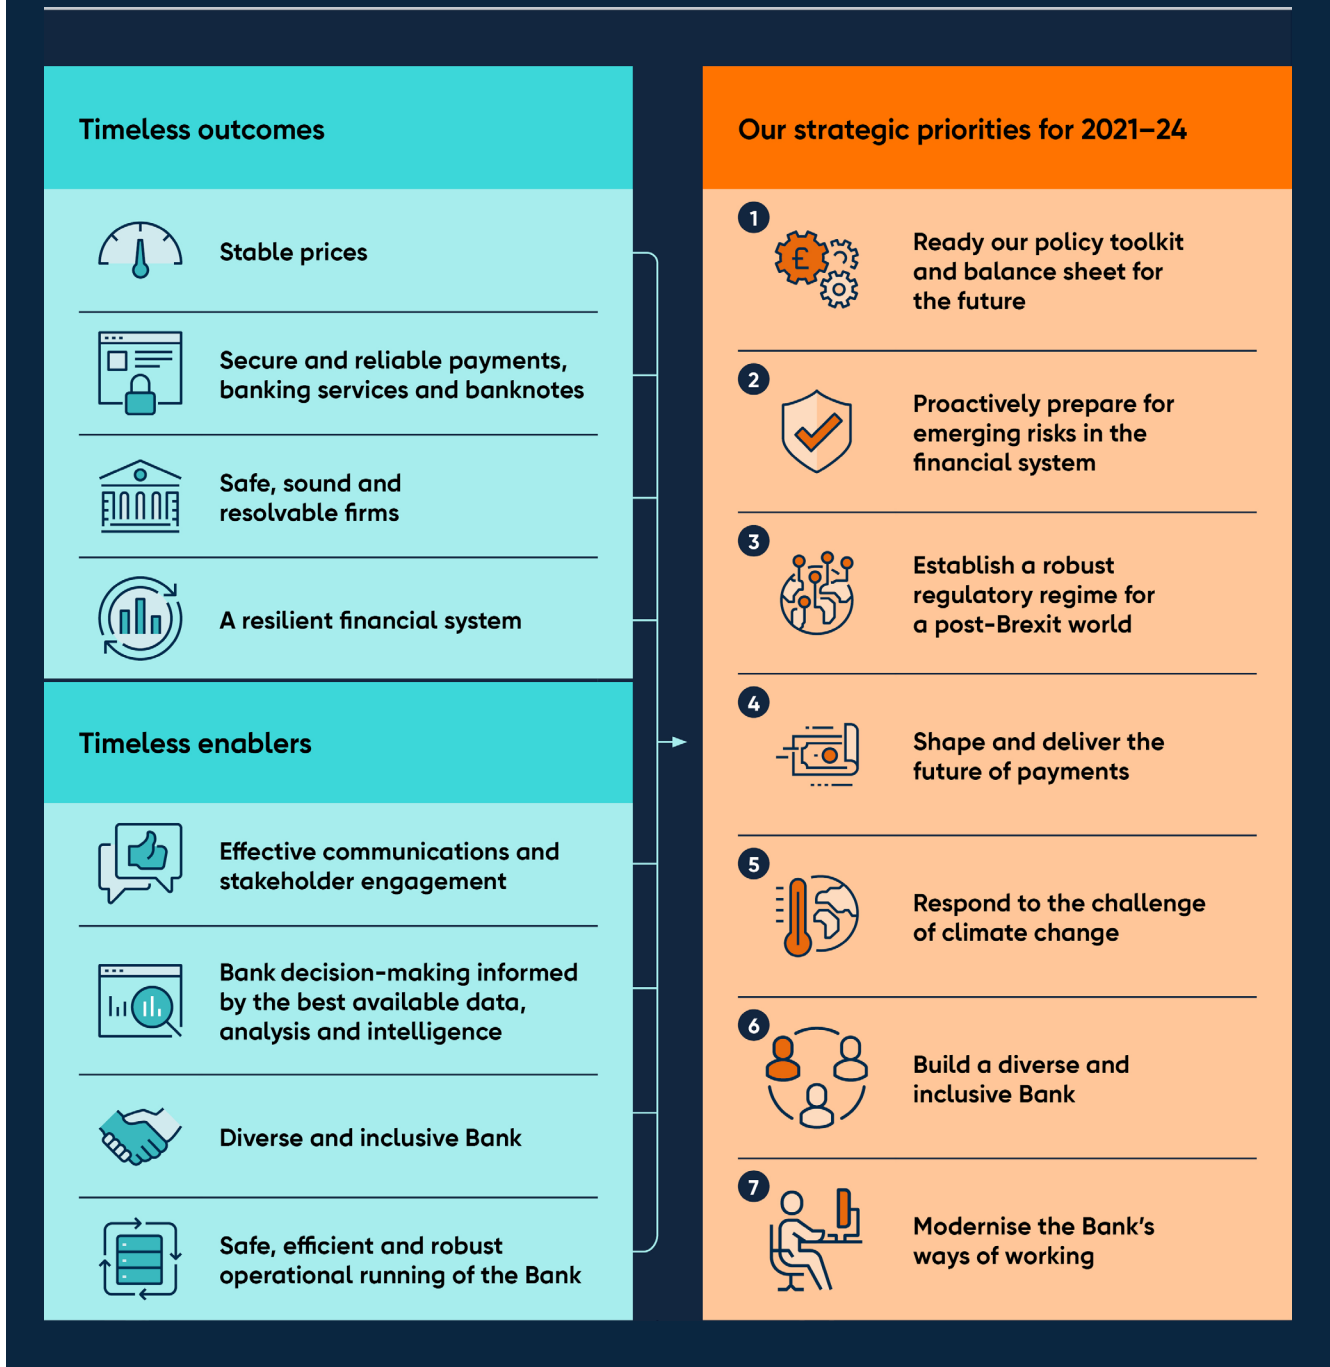 Timeless outcomes
Stable prices
Secure and reliable payments,
banking services and banknotes
Safe, sound and
resolvable firms
A resilient financial system
Timeless enablers
Effective communications and
stakeholder engagement
Bank decision-making informed
by the best available data,
analysis and intelligence
Diverse and inclusive Bank
Safe, efficient and robust
operational running of the Bank
Our strategic priorities for 2021–24
1
£
Ready our policy toolkit
and balance sheet for
the future
2
Proactively prepare for
emerging risks in the
financial system
3
Establish a robust
regulatory regime for
a post-Brexit world
4
Shape and deliver the
future of payments
5
Respond to the challenge
of climate change
6
Build a diverse and
inclusive Bank
7
Modernise the Bank's
ways of working